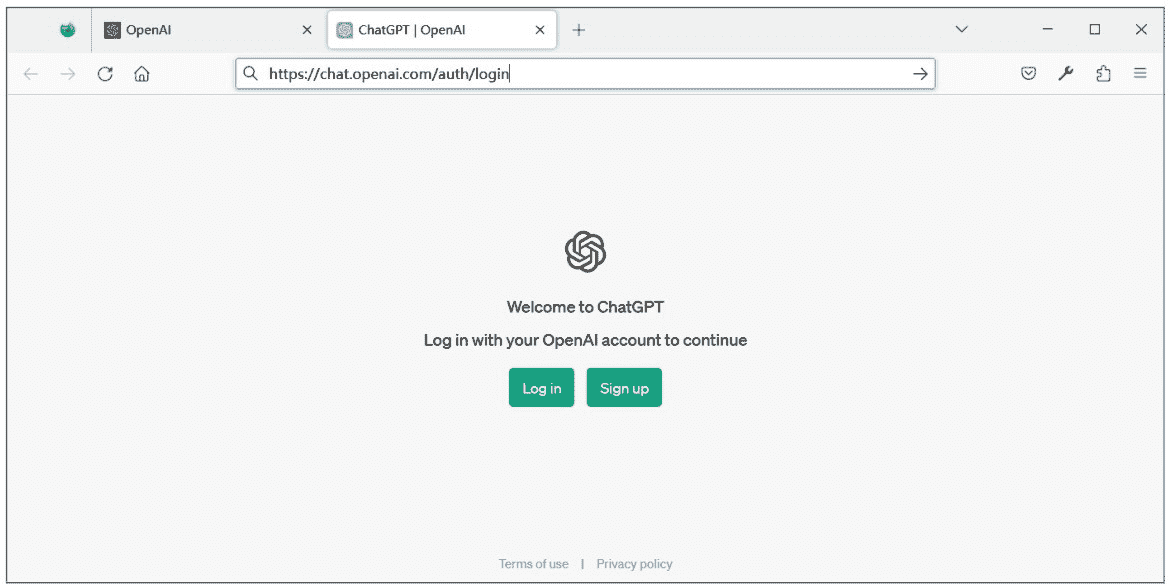 OpenAI
ChatGPT | OpenAI
https://chat.openai.com/auth/login
Welcome to ChatGPT
Log in with your OpenAI account to continue
Log in
Sign up
Terms of use | Privacy policy